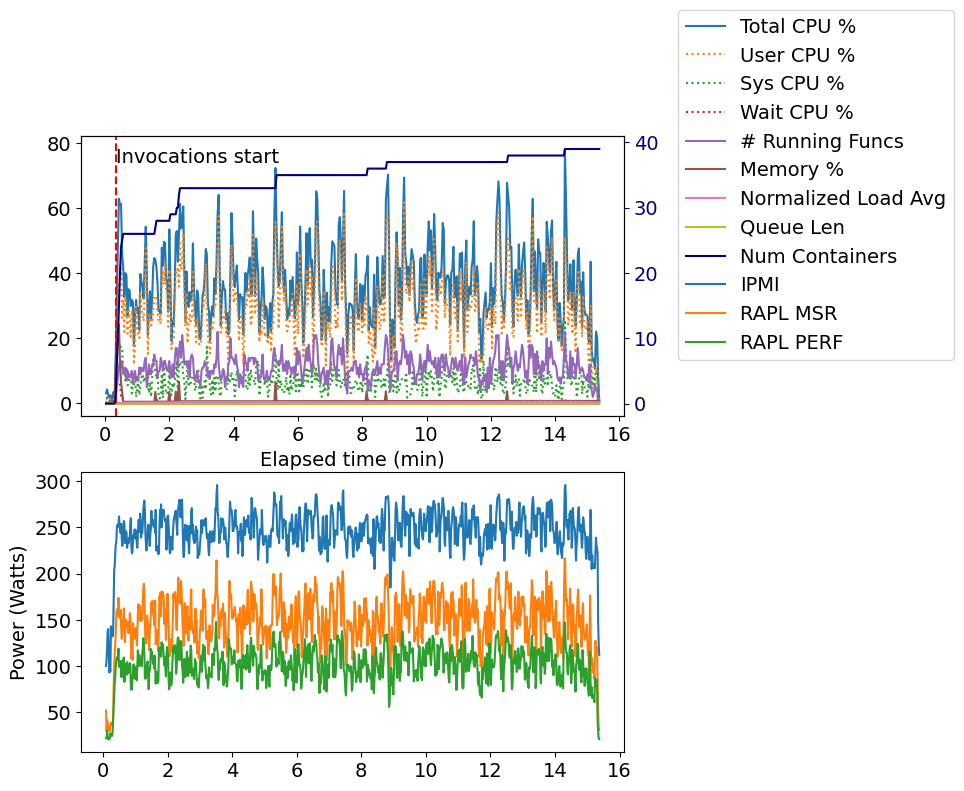 Total CPU %
User CPU %
Sys CPU %
Wait CPU %
# Running Funcs
Memory %
Normalized Load Avg
Queue Len
Num Containers
IPMI
RAPL MSR
RAPL PERF
80
60
40
20
0
Invocations start
40
30
20
10
0
0 2 4 6 8 10 12 14 16
Elapsed time (min)
Power (Watts)
300
250
200
150
100
50
0 2 4 6 8 10 12 14 16